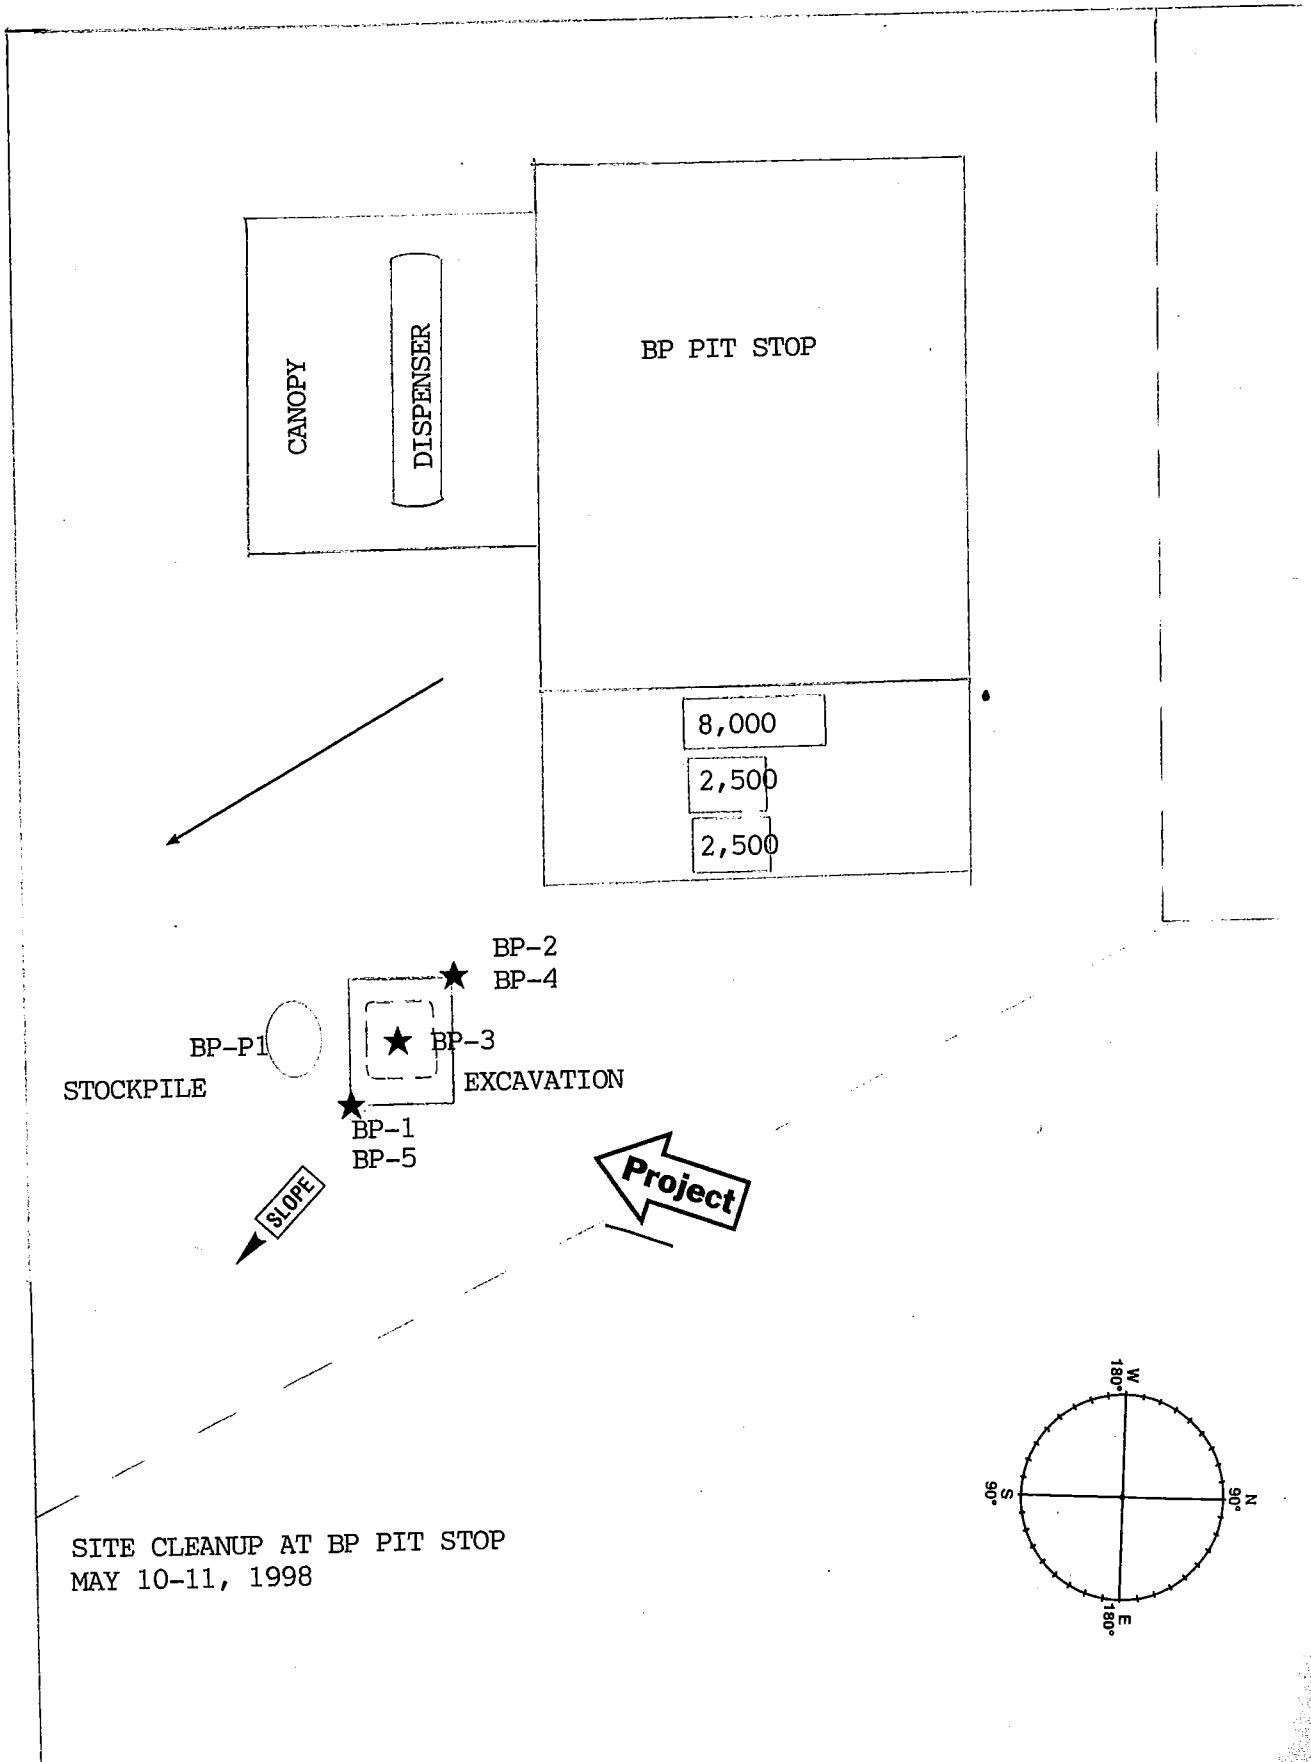 BP PIT STOP
CANOPY
DISPENSER
8,000
2,500
2,500
BP-2
BP-4
BP-P1
BP-3
STOCKPILE
EXCAVATION
BP-1
BP-5
Project
SLOPE
W
180°
S
90°
N
90°
E
180°
SITE CLEANUP AT BP PIT STOP
MAY 10-11, 1998